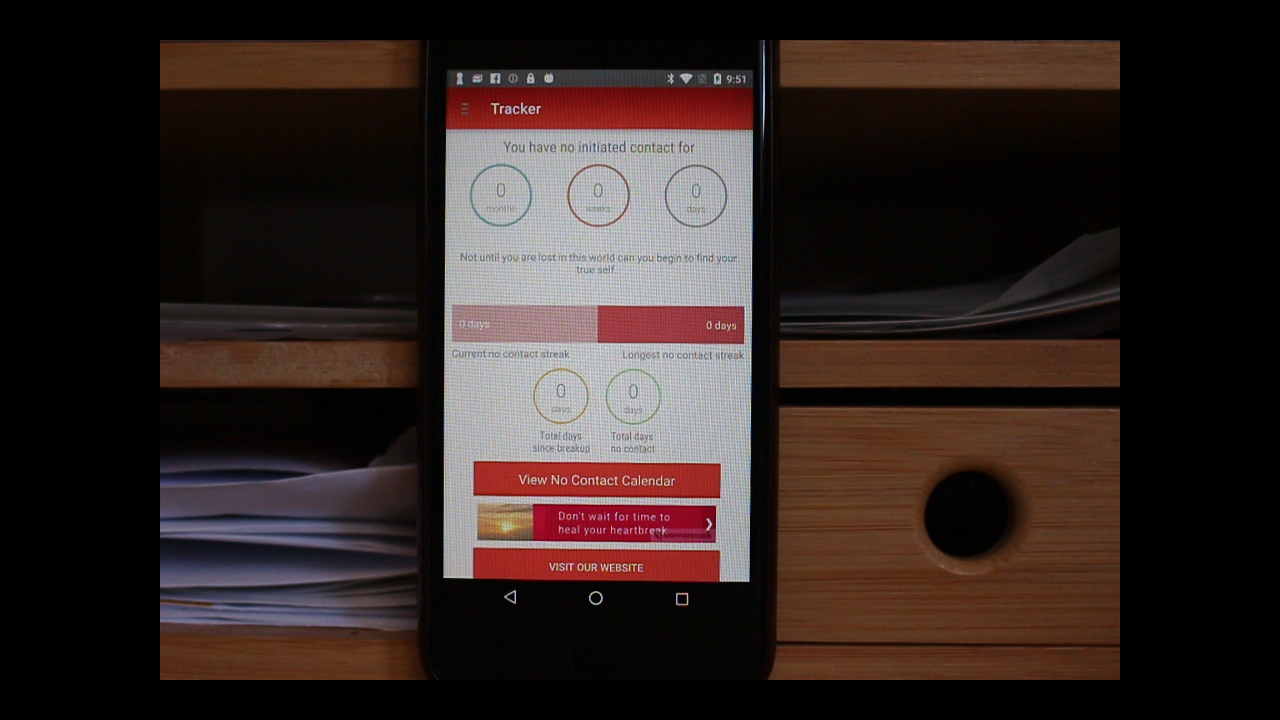 9:51
Tracker
You have no initiated contact for
0 months
0 weeks
0 days
Not until you are lost in this world can you begin to find your
true self.
0 days
0 days
Current no contact streak
Longest no contact streak
0 days
0 days
Total days
since breakup
Total days
no contact
View No Contact Calendar
Don't wait for time to
heal your heartbreak
VISIT OUR WEBSITE